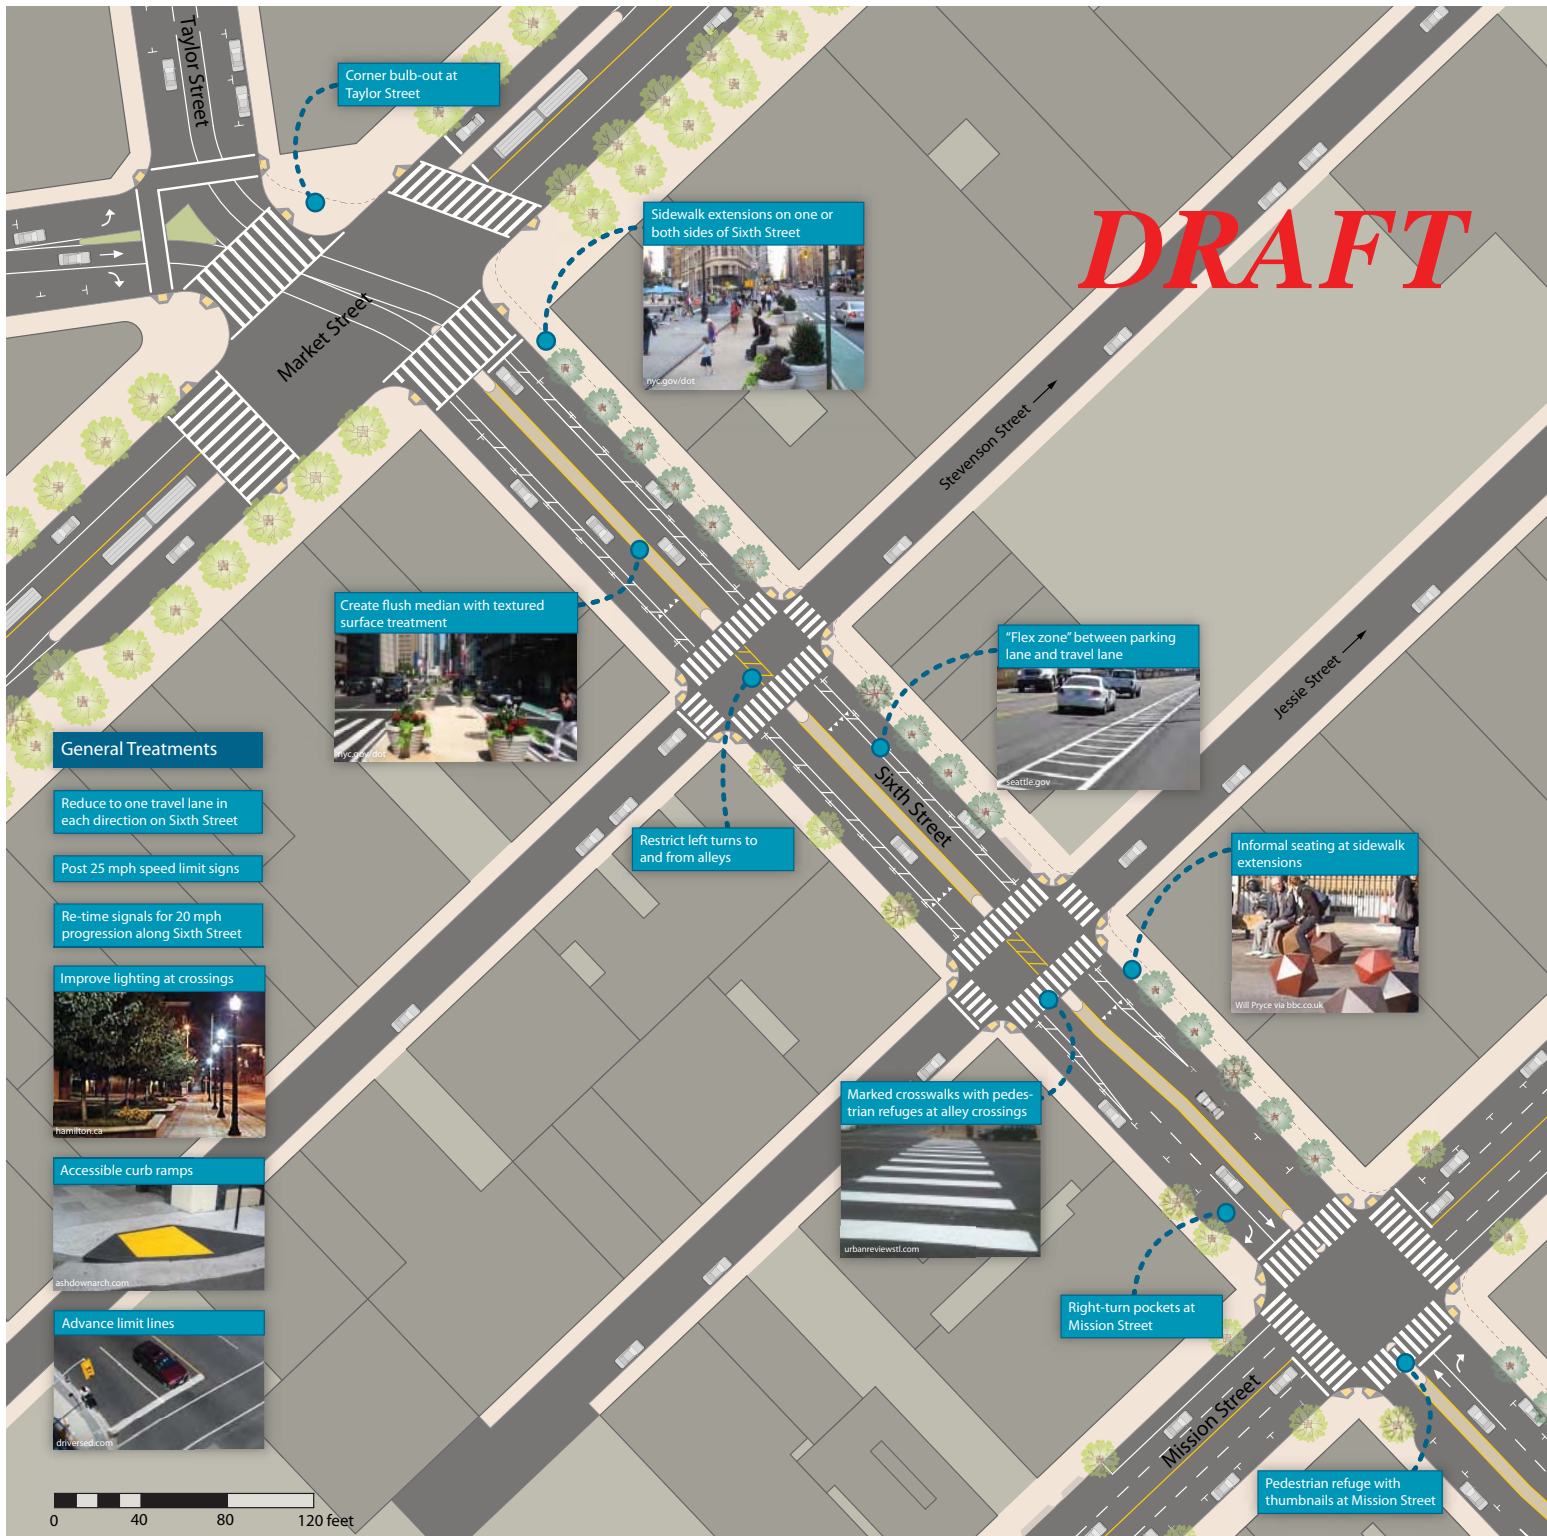 Taylor Street
Corner bulb-out at
Taylor Street
Sidewalk extensions on one or
both sides of Sixth Street
nyc.gov/dot
DRAFT
Market Street
Stevenson Street
Create flush median with textured
surface treatment
nyc.gov/dot
"Flex zone" between parking
lane and travel lane
seattle.gov
Jessie Street
Sixth Street
General Treatments
Reduce to one travel lane in
each direction on Sixth Street
Post 25 mph speed limit signs
Re-time signals for 20 mph
progression along Sixth Street
Improve lighting at crossings
hamilton.ca
Accessible curb ramps
ashdownarch.com
Advance limit lines
driversed.com
Restrict left turns to
and from alleys
Informal seating at sidewalk
extensions
Will Pryce via bbc.co.uk
Marked crosswalks with pedes-
trian refuges at alley crossings
urbanreviewstl.com
Right-turn pockets at
Mission Street
Mission Street
Pedestrian refuge with
thumbnails at Mission Street
0 40 80 120 feet